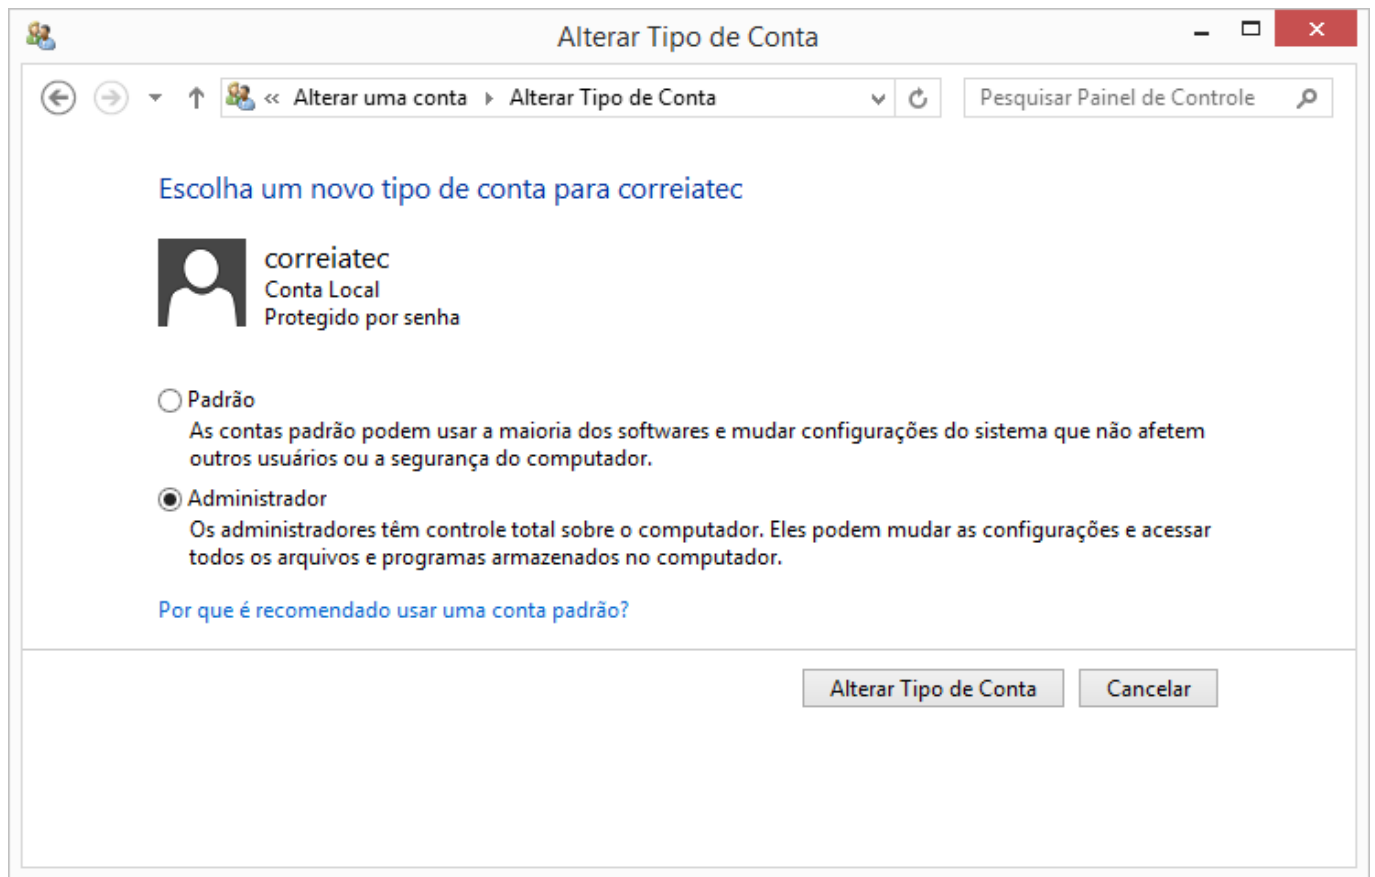 Alterar Tipo de Conta
« Alterar uma conta Alterar Tipo de Conta
Pesquisar Painel de Controle
Escolha um novo tipo de conta para correiatec
correiatec
Conta Local
Protegido por senha
Padrão
As contas padrão podem usar a maioria dos softwares e mudar configurações do sistema que não afetem
outros usuários ou a segurança do computador.
Administrador
Os administradores têm controle total sobre o computador. Eles podem mudar as configurações e acessar
todos os arquivos e programas armazenados no computador.
Por que é recomendado usar uma conta padrão?
Alterar Tipo de Conta
Cancelar